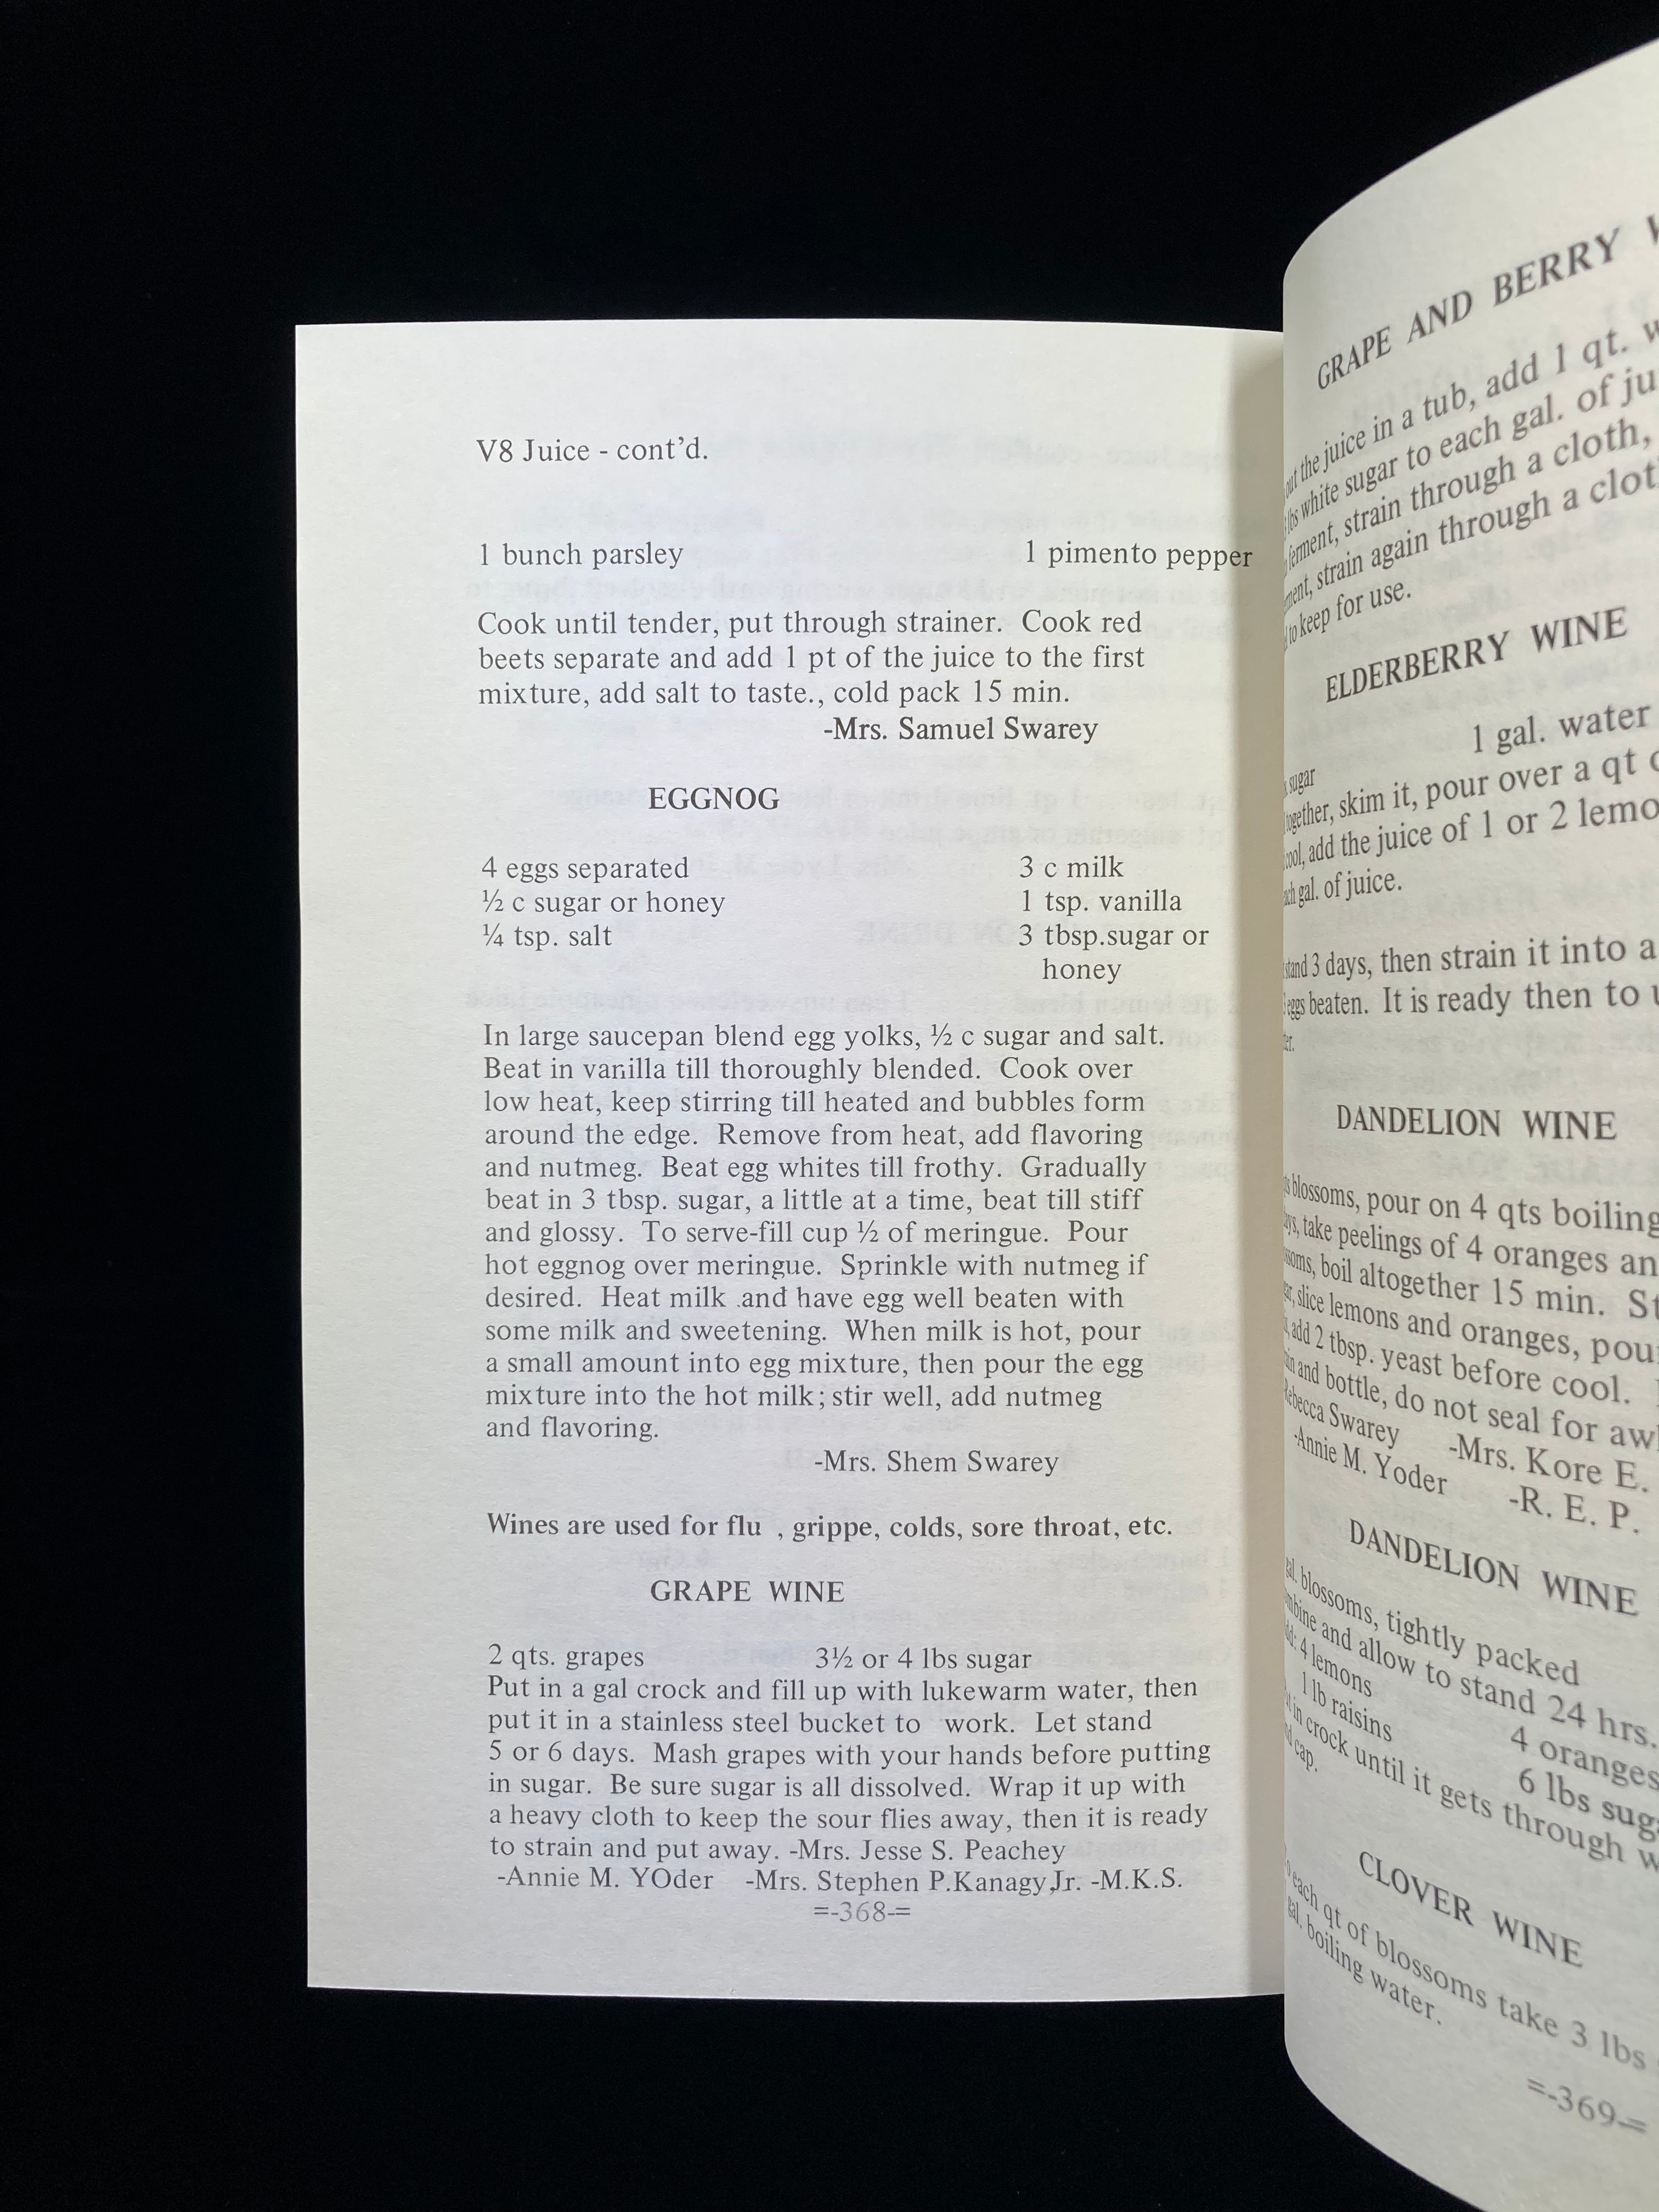 V8 Juice - cont'd.
1 bunch parsley 1 pimento pepper
Cook until tender, put through strainer. Cook red
beets separate and add 1 pt of the juice to the first
mixture, add salt to taste., cold pack 15 min.
-Mrs. Samuel Swarey
EGGNOG
4 eggs separated 3 c milk
½ c sugar or honey 1 tsp. vanilla
¼ tsp. salt 3 tbsp.sugar or
honey
In large saucepan blend egg yolks, ½ c sugar and salt.
Beat in vanilla till thoroughly blended. Cook over
low heat, keep stirring till heated and bubbles form
around the edge. Remove from heat, add flavoring
and nutmeg. Beat egg whites till frothy. Gradually
beat in 3 tbsp. sugar, a little at a time, beat till stiff
and glossy. To serve-fill cup ½ of meringue. Pour
hot eggnog over meringue. Sprinkle with nutmeg if
desired. Heat milk .and have egg well beaten with
some milk and sweetening. When milk is hot, pour
a small amount into egg mixture, then pour the egg
mixture into the hot milk; stir well, add nutmeg
and flavoring.
-Mrs. Shem Swarey
Wines are used for flu , grippe, colds, sore throat, etc.
GRAPE WINE
2 qts. grapes 3½ or 4 lbs sugar
Put in a gal crock and fill up with lukewarm water, then
put it in a stainless steel bucket to work. Let stand
5 or 6 days. Mash grapes with your hands before putting
in sugar. Be sure sugar is all dissolved. Wrap it up with
a heavy cloth to keep the sour flies away, then it is ready
to strain and put away. -Mrs. Jesse S. Peachey
-Annie M. YOder -Mrs. Stephen P.Kanagy,Jr. -M.K.S.
=-368-=
GRAPE AND BERRY
the juice in a tub, add 1 qt.
lbs white sugar to each gal. of
ferment, strain through a cloth,
strain again through a
to keep for use.
ELDERBERRY WINE
1 gal. water
sugar
together, skim it, pour over a qt
cool, add the juice of 1 or 2
gal. of juice.
stand 3 days, then strain it into a
eggs beaten. It is ready then to
DANDELION WINE
blossoms, pour on 4 qts boiling
take peelings of 4 oranges
boil altogether 15 min.
slice lemons and oranges,
add 2 tbsp. yeast before cool.
and bottle, do not seal for
Rebecca Swarey -Mrs. Kore E.
-Annie M. Yoder -R. E. P.
DANDELION WINE
gal. blossoms, tightly packed
and allow to stand 24 hrs.
4 lemons 4 oranges
1 lb raisins 6 lbs
in crock until it gets through
cap.
CLOVER WINE
each qt of blossoms take 3 lbs
gal. boiling water.
=-369-=